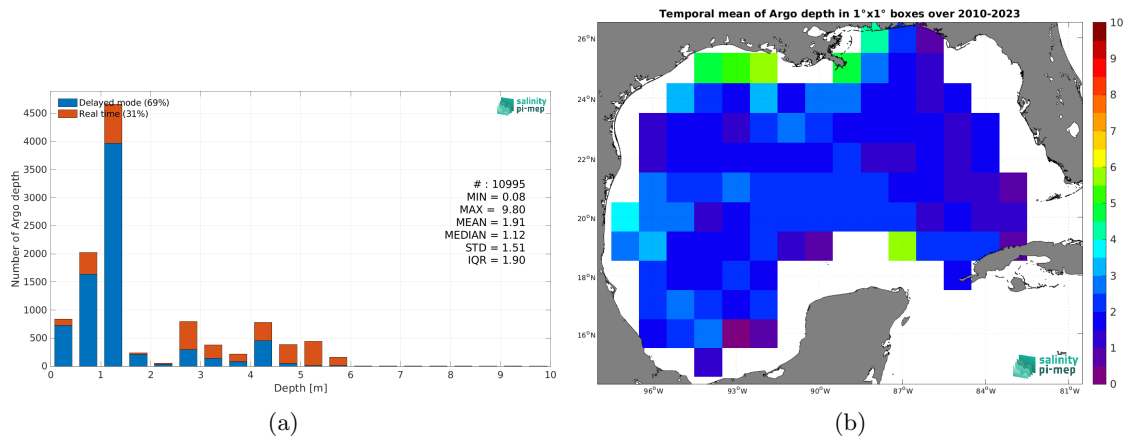 Number of Argo depth
4500
4000
3500
3000
2500
2000
1500
1000
500
0
Delayed mode (69%)
Real time (31%)
salinity
pi-mep
# : 10995
MIN = 0.08
MAX = 9.80
MEAN = 1.91
MEDIAN = 1.12
STD = 1.51
IQR = 1.90
0 1 2 3 4 5 6 7 8 9 10
Depth [m]
(a)
Temporal mean of Argo depth in 1°x1° boxes over 2010-2023
26°N
24°N
22°N
20°N
18°N
16°N
96°W 93°W 90°W 87°W 84°W 81°W
salinity
pi-mep
10
9
8
7
6
5
4
3
2
1
0
(b)